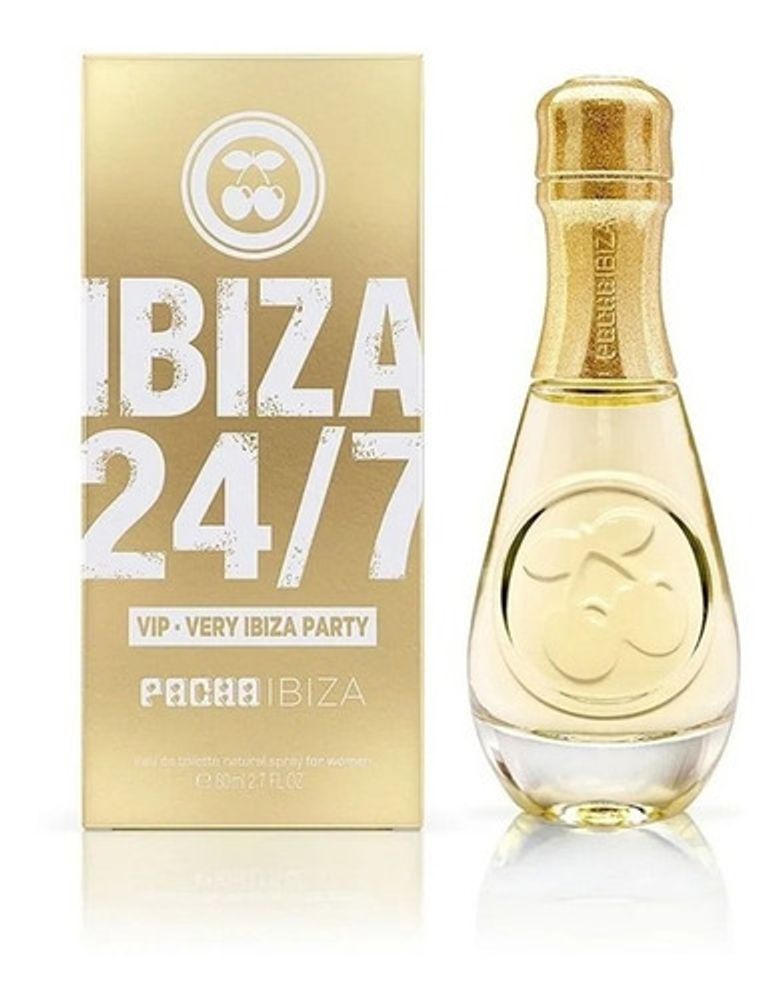 IBIZA
24/7
VIP • VERY IBIZA PARTY
PACHA IBIZA
eau de toilette natural spray for women
℮ 80ml 2.7 FL OZ
PACHA IBIZA